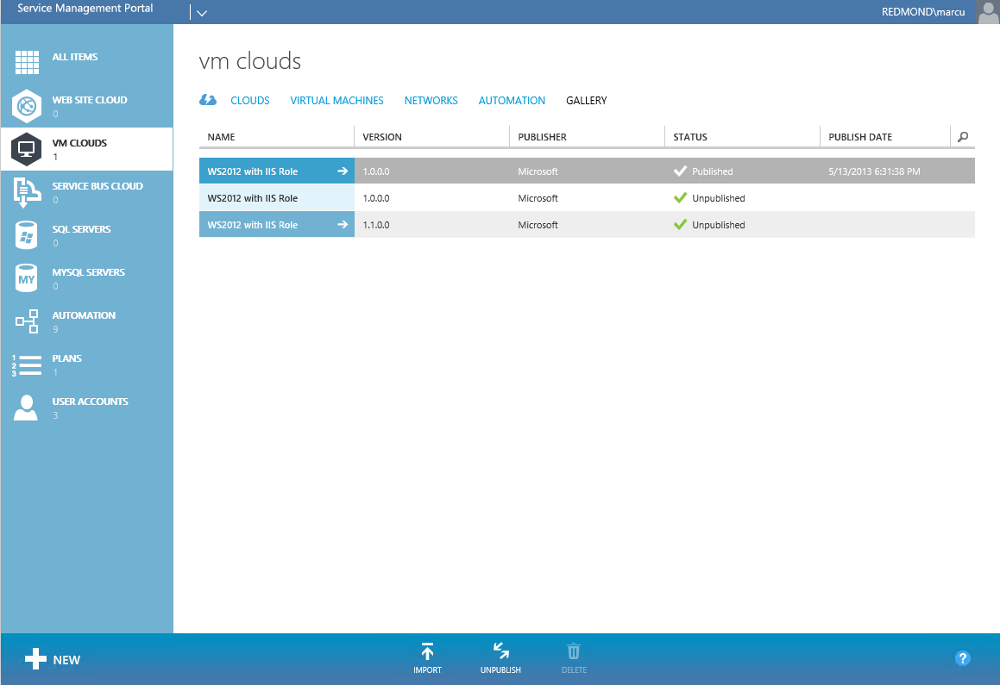 Service Management Portal
REDMOND\marcu
ALL ITEMS
WEB SITE CLOUD
0
VM CLOUDS
1
SERVICE BUS CLOUD
0
SQL SERVERS
0
MY
MYSQL SERVERS
0
AUTOMATION
9
1
2
3
PLANS
1
USER ACCOUNTS
3
vm clouds
CLOUDS VIRTUAL MACHINES NETWORKS AUTOMATION GALLERY
NAME VERSION PUBLISHER STATUS PUBLISH DATE
WS2012 with IIS Role 1.0.0.0 Microsoft Published 5/13/2013 6:31:38 PM
WS2012 with IIS Role 1.0.0.0 Microsoft Unpublished
WS2012 with IIS Role 1.1.0.0 Microsoft Unpublished
NEW
IMPORT UNPUBLISH DELETE
?